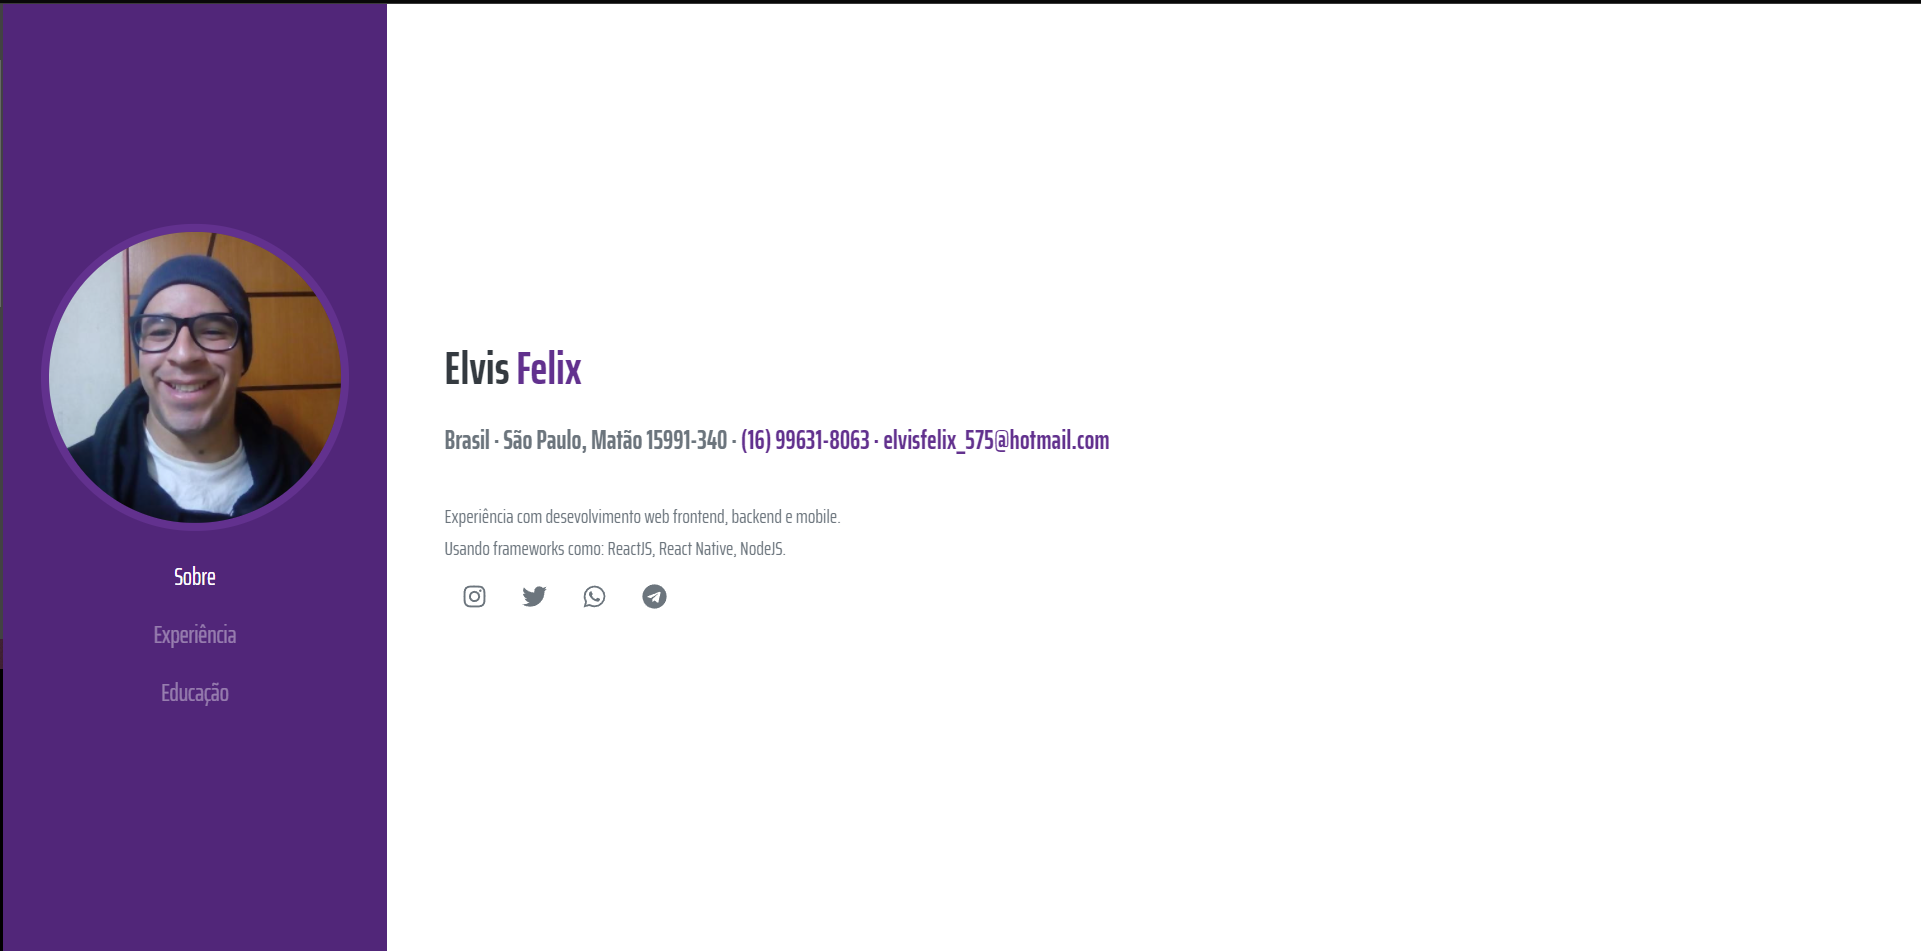 Sobre
Experiência
Educação
Elvis Felix
Brasil · São Paulo, Matão 15991-340 · (16) 99631-8063 · elvisfelix_575@hotmail.com
Experiência com desevolvimento web frontend, backend e mobile.
Usando frameworks como: ReactJS, React Native, NodeJS.